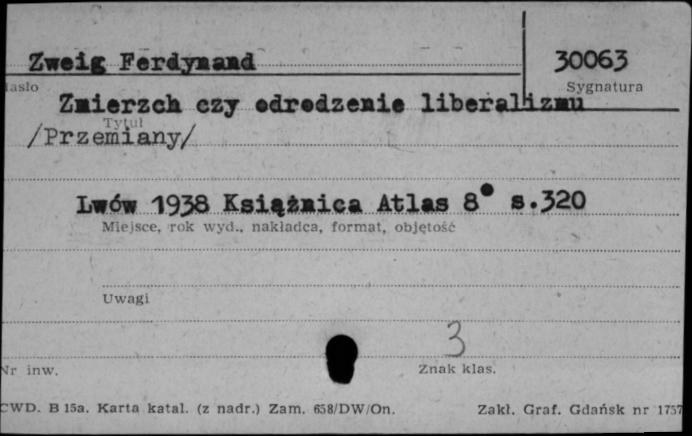 Zweig Ferdynand
30063
Hasło
Sygnatura
Zmierzch czy odrodzenie liberalizmu
Tytuł
/Przemiany/
Lwów 1938 Książnica Atlas 8° s.320
Miejsce, rok wyd., nakładca, format, objętość
Uwagi
3
Nr inw.
Znak klas.
CWD. B 15a. Karta katal. (z nadr.) Zam. 658/DW/On.
Zakł. Graf. Gdańsk nr 1757